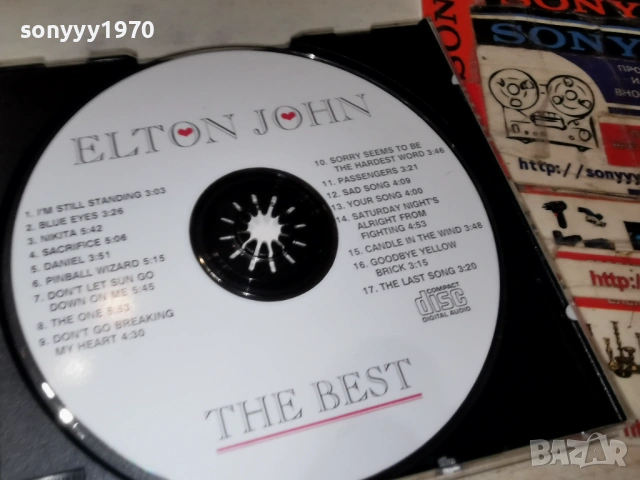 sonyyy1970
sonyyy1970
ELTON JOHN
1. I'M STILL STANDING 3:03
2. BLUE EYES 3:26
3. NIKITA 5:42
4. SACRIFICE 5:06
5. DANIEL 3:51
6. PINBALL WIZARD 5:15
7. DON'T LET SUN GO
DOWN ON ME 5:45
8. THE ONE
9. DON'T GO BREAKING
MY HEART 4:30
10. SORRY SEEMS TO BE
THE HARDEST WORD 3:46
11. PASSENGERS 3:21
12. SAD SONG 4:09
13. YOUR SONG 4:00
14. SATURDAY NIGHT'S
ALRIGHT FROM
FIGHTING 4:53
15. CANDLE IN THE WIND 3:48
16. GOODBYE YELLOW
BRICK 3:15
17. THE LAST SONG 3:20
COMPACT
disc
DIGITAL AUDIO
THE BEST
SONY
SONY
SONY
ПРО
И
ВНО
http://sonyyy
http:/
BAZAR
bg